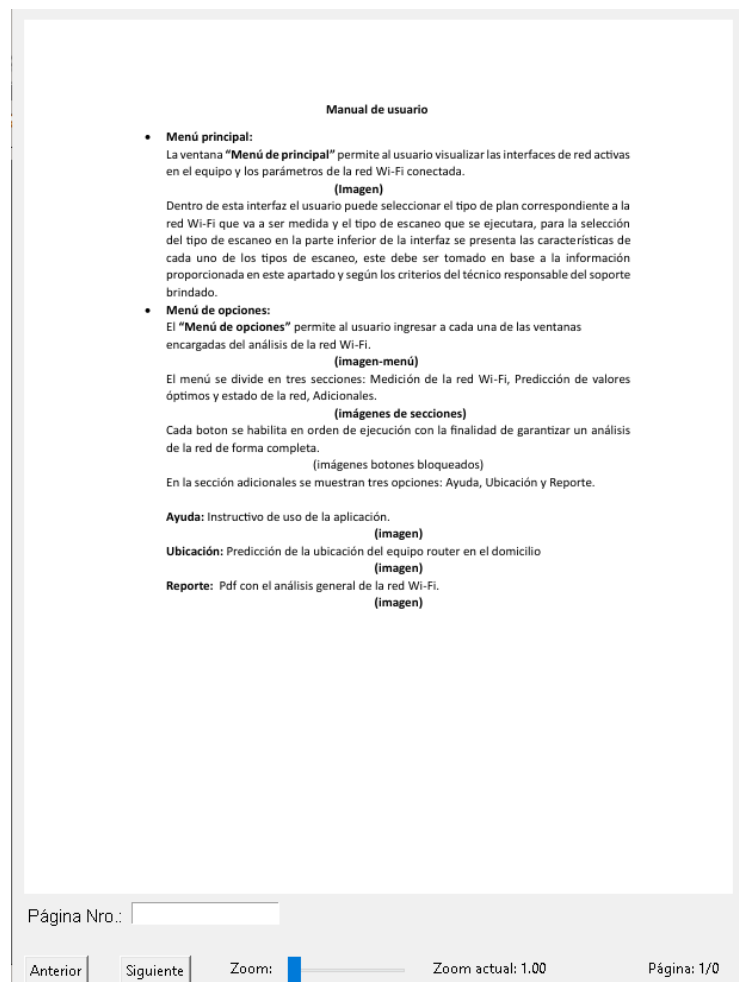 Manual de usuario
• Menú principal:
La ventana “Menú de principal” permite al usuario visualizar las interfaces de red activas
en el equipo y los parámetros de la red Wi-Fi conectada.
(Imagen)
Dentro de esta interfaz el usuario puede seleccionar el tipo de plan correspondiente a la
red Wi-Fi que va a ser medida y el tipo de escaneo que se ejecutara, para la selección
del tipo de escaneo en la parte inferior de la interfaz se presenta las características de
cada uno de los tipos de escaneo, este debe ser tomado en base a la información
proporcionada en este apartado y según los criterios del técnico responsable del soporte
brindado.
• Menú de opciones:
El “Menú de opciones” permite al usuario ingresar a cada una de las ventanas
encargadas del análisis de la red Wi-Fi.
(imagen-menú)
El menú se divide en tres secciones: Medición de la red Wi-Fi, Predicción de valores
óptimos y estado de la red, Adicionales.
(imágenes de secciones)
Cada boton se habilita en orden de ejecución con la finalidad de garantizar un análisis
de la red de forma completa.
(imágenes botones bloqueados)
En la sección adicionales se muestran tres opciones: Ayuda, Ubicación y Reporte.
Ayuda: Instructivo de uso de la aplicación.
(imagen)
Ubicación: Predicción de la ubicación del equipo router en el domicilio
(imagen)
Reporte: Pdf con el análisis general de la red Wi-Fi.
(imagen)
Página Nro.:
Anterior Siguiente Zoom: Zoom actual: 1.00 Página: 1/0